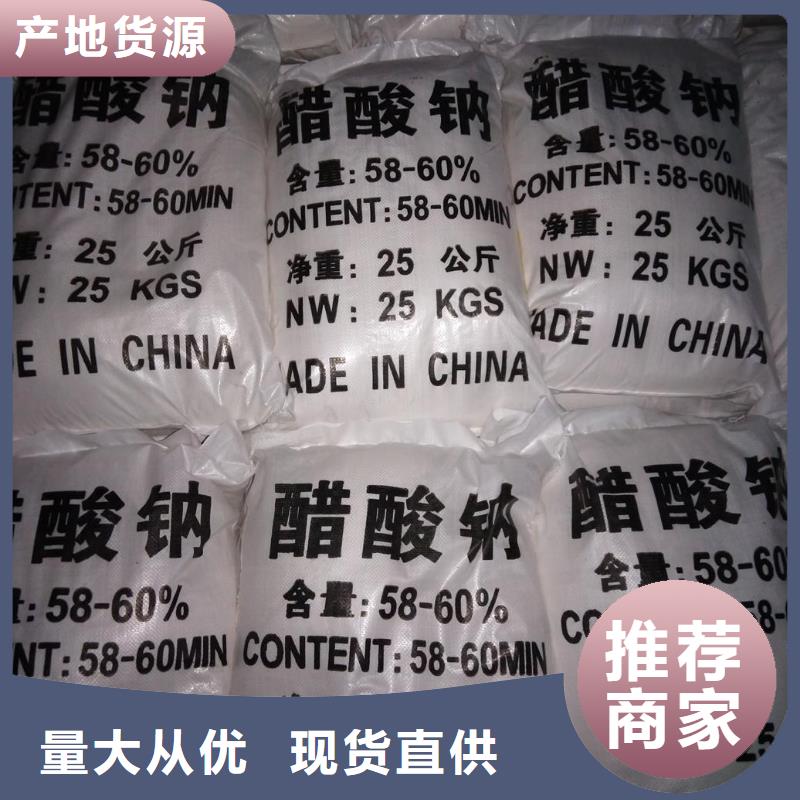 产地货源
醋酸钠
含量:58-60%
NTENT:58-60MIN
重:25 公斤
W:25 KGS
DE IN CHINA
醋酸钠
含量:58-60%
CONTENT:58-60MIN
净重:25 公斤
NW:25 KGS
ADE IN CHINA
醋酸钠
含量:58-60%
CONTENT:58-60MIN
净重:25 公斤
NW:25 KGS
ADE IN CHINA
酸钠
量:58-60%
NT:58-60MIN
醋酸钠
含量:58-60%
CONTENT:58-60MIN
醋酸钠
含量:58-60
推荐
商家
量大从优 现货直供